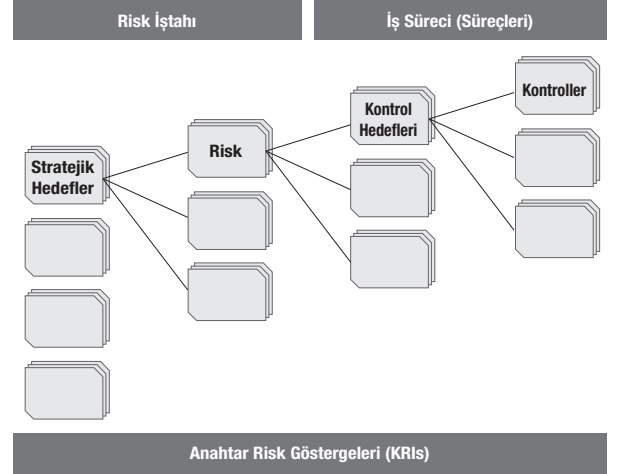 Risk İştahı
İş Süreci (Süreçleri)
Stratejik
Hedefler
Risk
Kontrol
Hedefleri
Kontroller
Anahtar Risk Göstergeleri (KRIs)